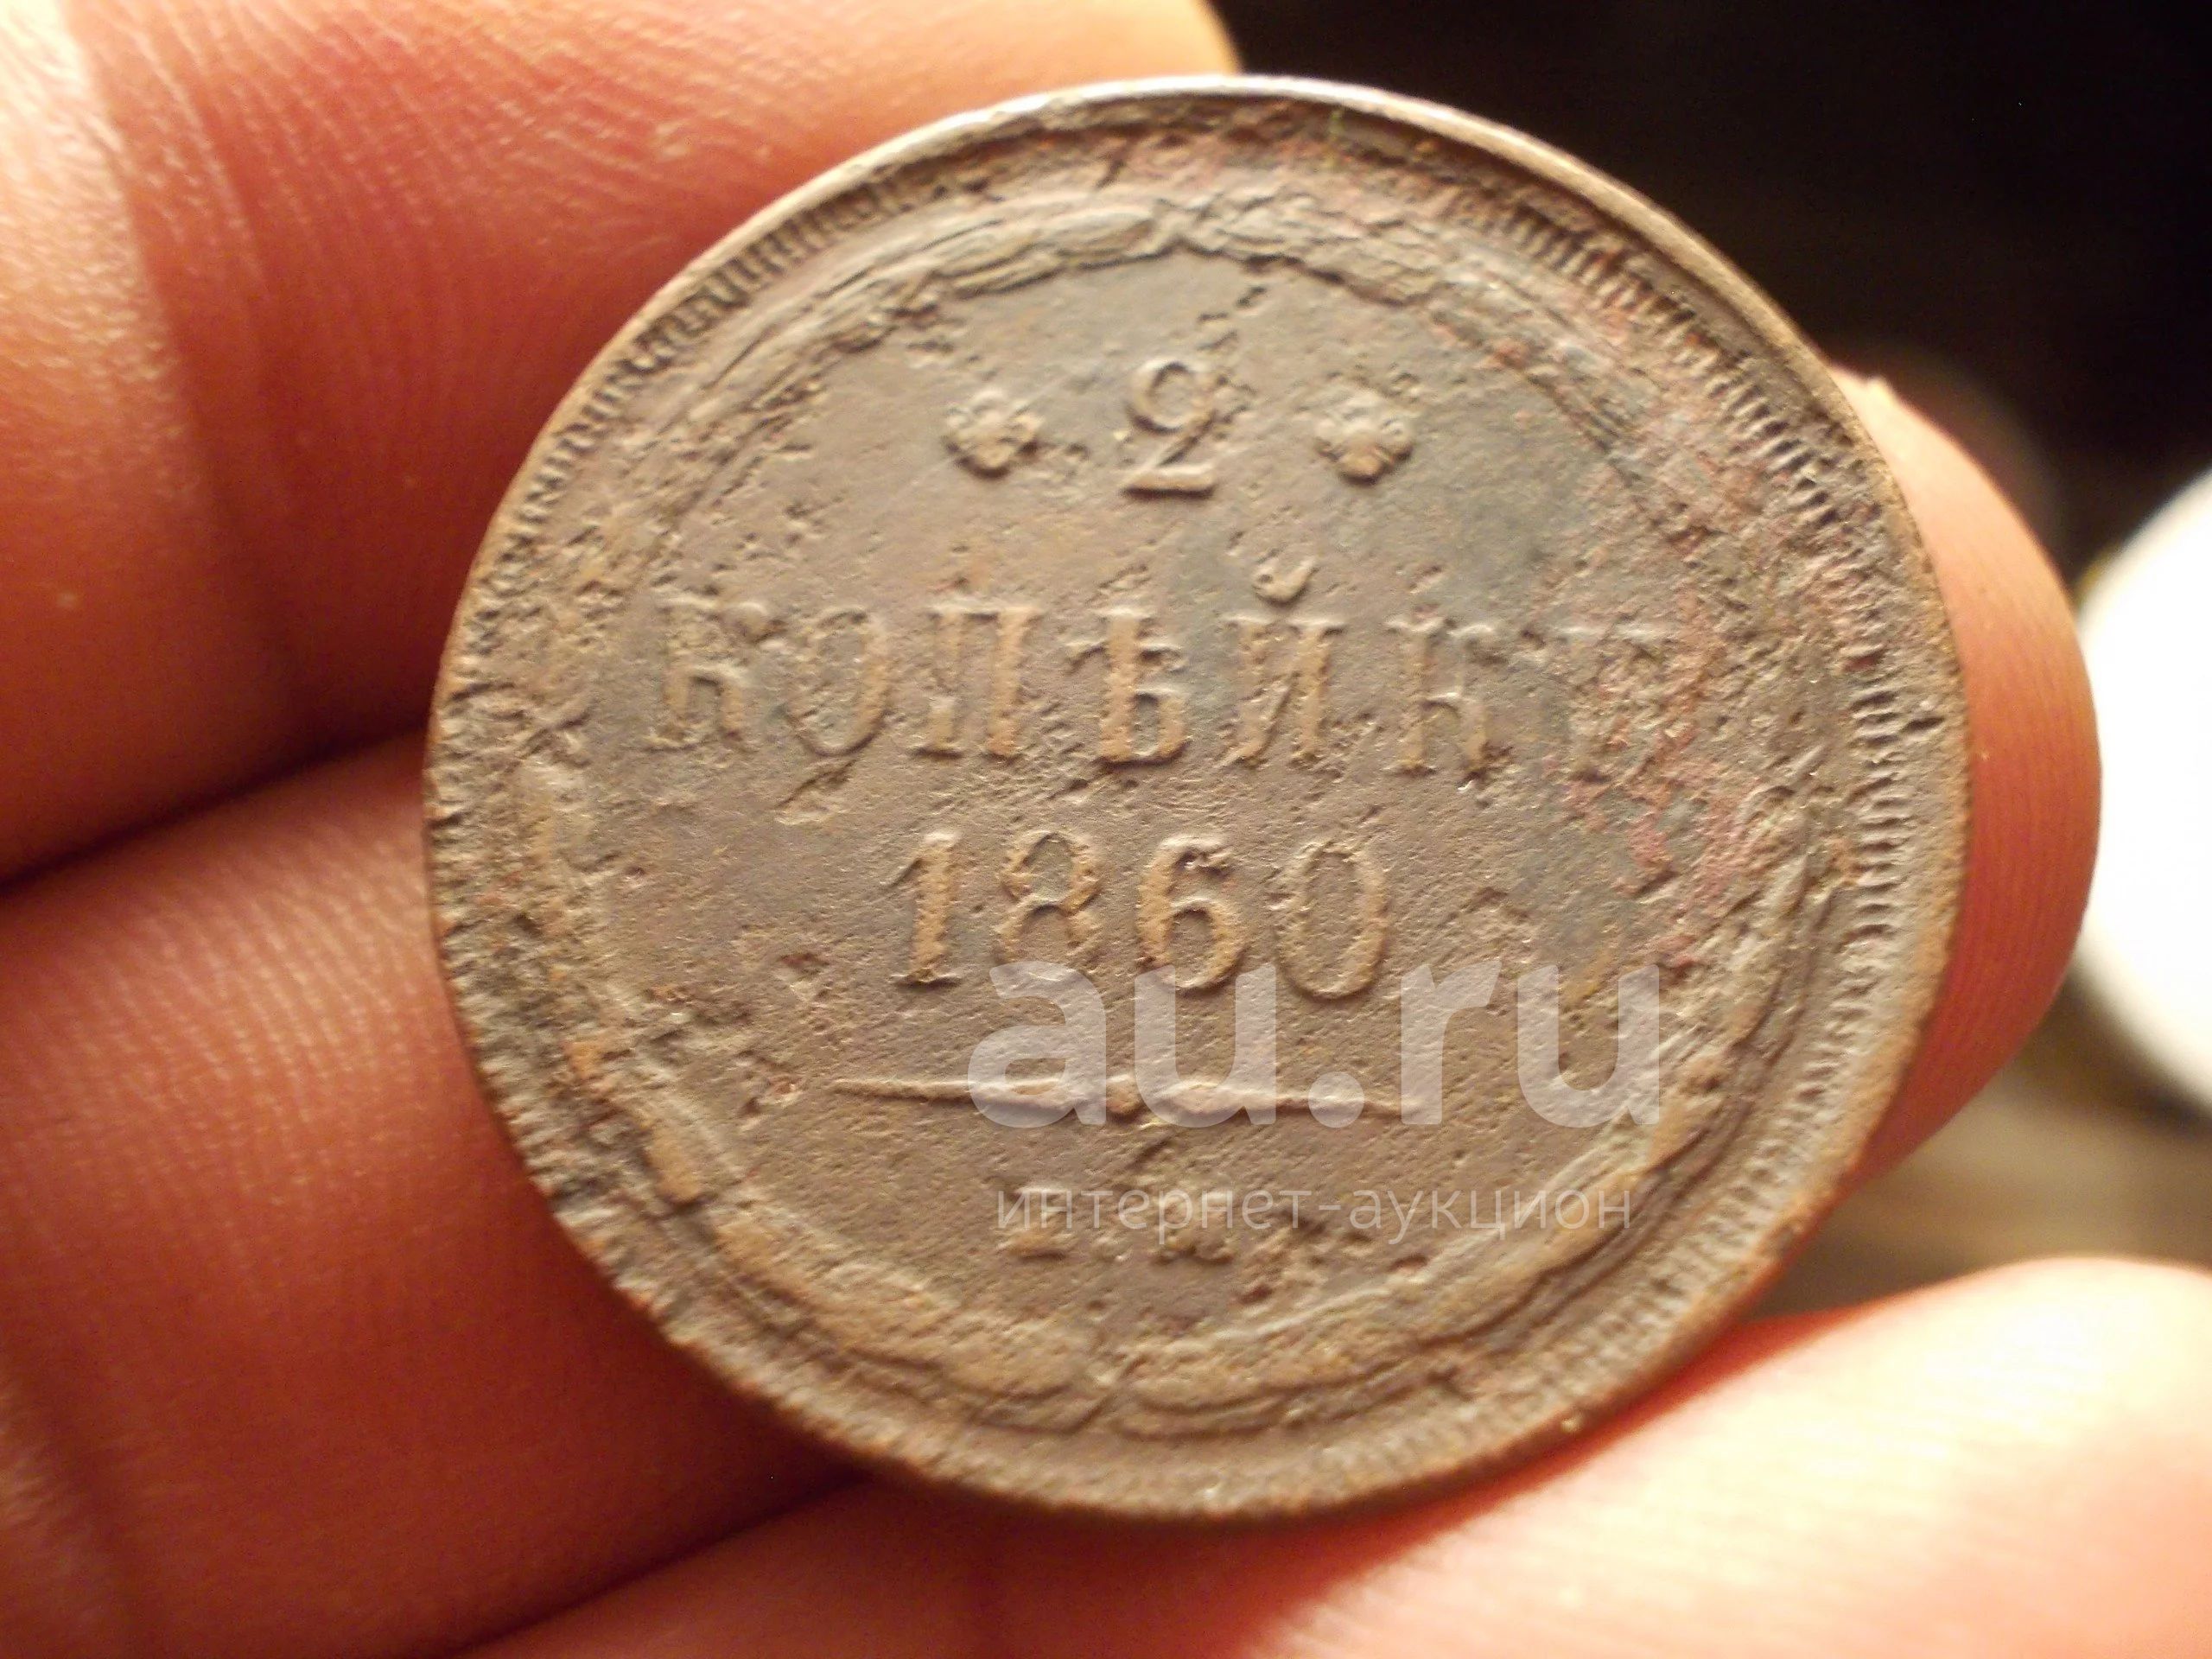 2
КОПѢЙКИ
1860
Е.М.
au.ru
интернет-аукцион